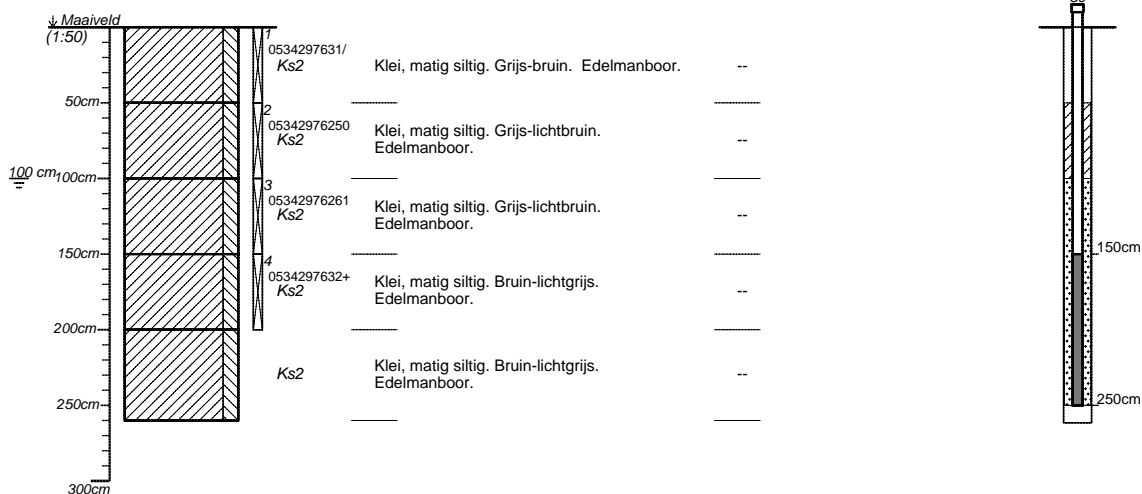 Maaiveld
(1:50)
1
0534297631/
Ks2 Klei, matig siltig. Grijs-bruin. Edelmanboor. --
50cm
2
05342976250
Ks2 Klei, matig siltig. Grijs-lichtbruin.
Edelmanboor. --
100 cm 100cm
3
05342976261
Ks2 Klei, matig siltig. Grijs-lichtbruin.
Edelmanboor. --
150cm 150cm
4
0534297632+
Ks2 Klei, matig siltig. Bruin-lichtgrijs.
Edelmanboor. --
200cm
Ks2 Klei, matig siltig. Bruin-lichtgrijs.
Edelmanboor. --
250cm 250cm
300cm